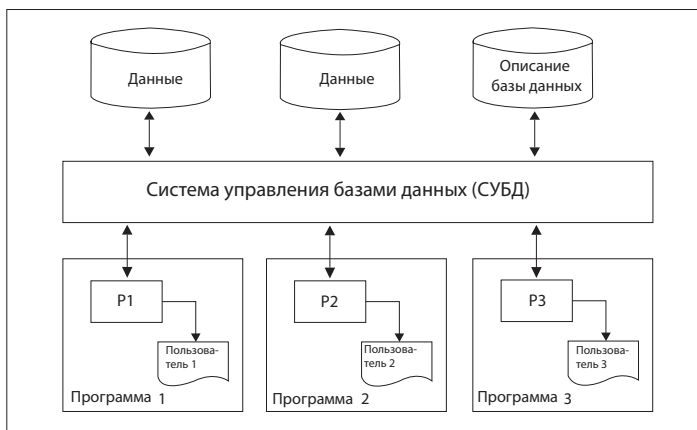 Данные
Данные
Описание
базы данных
Система управления базами данных (СУБД)
P1
Пользова-
тель 1
Программа 1
P2
Пользова-
тель 2
Программа 2
P3
Пользова-
тель 3
Программа 3